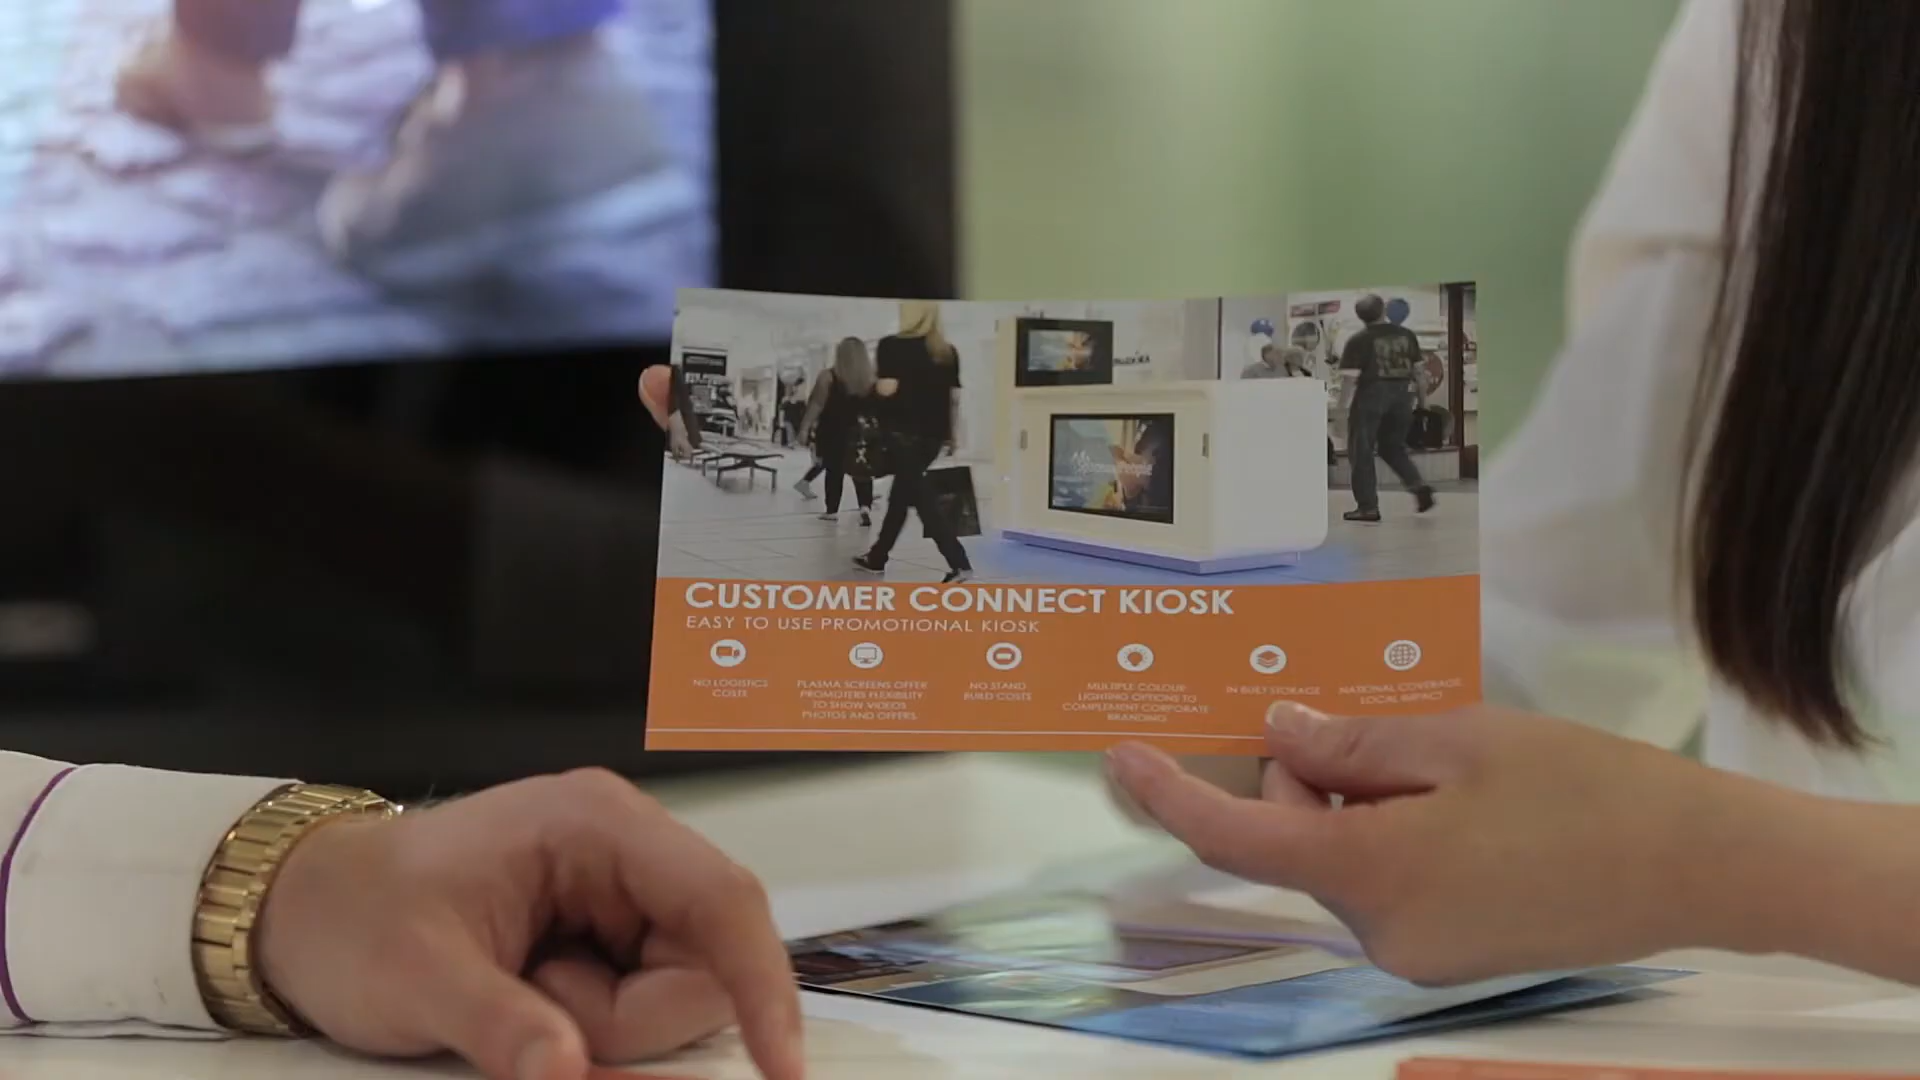 SpaceandPeople
CUSTOMER CONNECT KIOSK
EASY TO USE PROMOTIONAL KIOSK
NO LOGISTICS
COSTS
PLASMA SCREENS OFFER
PROMOTERS FLEXIBILITY
TO SHOW VIDEOS
PHOTOS AND OFFERS
NO STAND
BUILD COSTS
MULTIPLE COLOUR
LIGHTING OPTIONS TO
COMPLEMENT CORPORATE
BRANDING
IN BUILT STORAGE
NATIONAL COVERAGE
LOCAL IMPACT